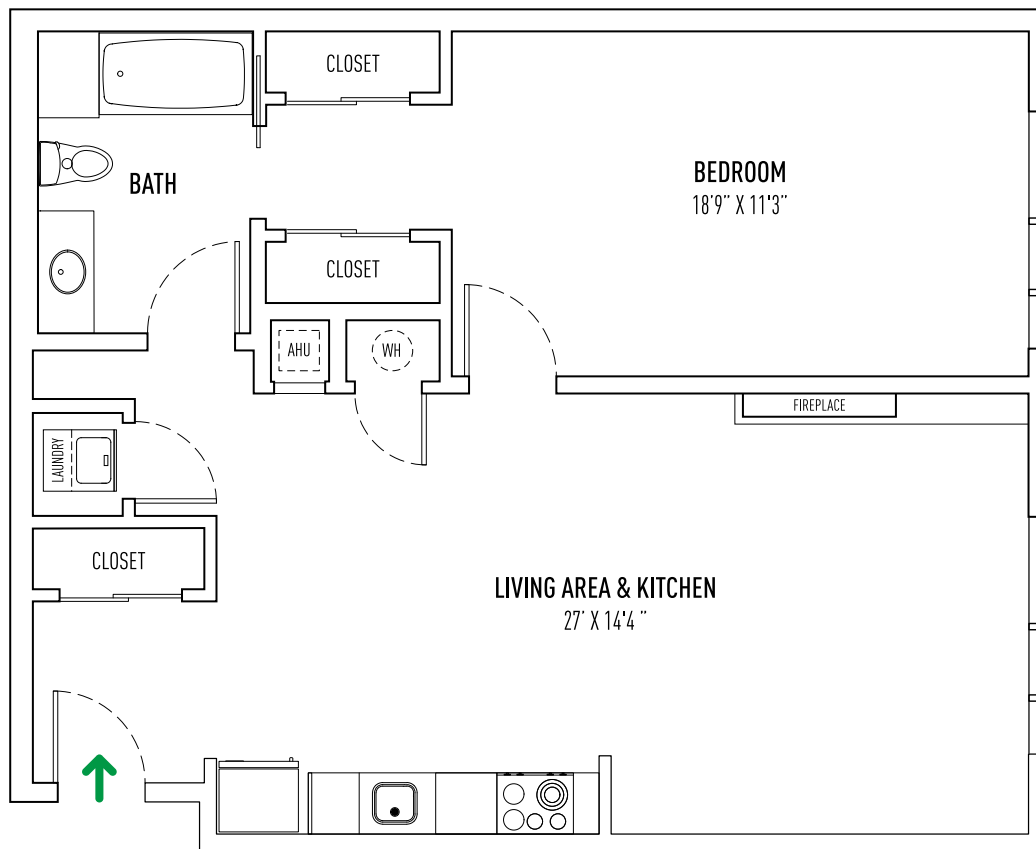 CLOSET
BATH
BEDROOM
18'9" X 11'3"
CLOSET
AHU
WH
FIREPLACE
LAUNDRY
CLOSET
LIVING AREA & KITCHEN
27' X 14'4 "